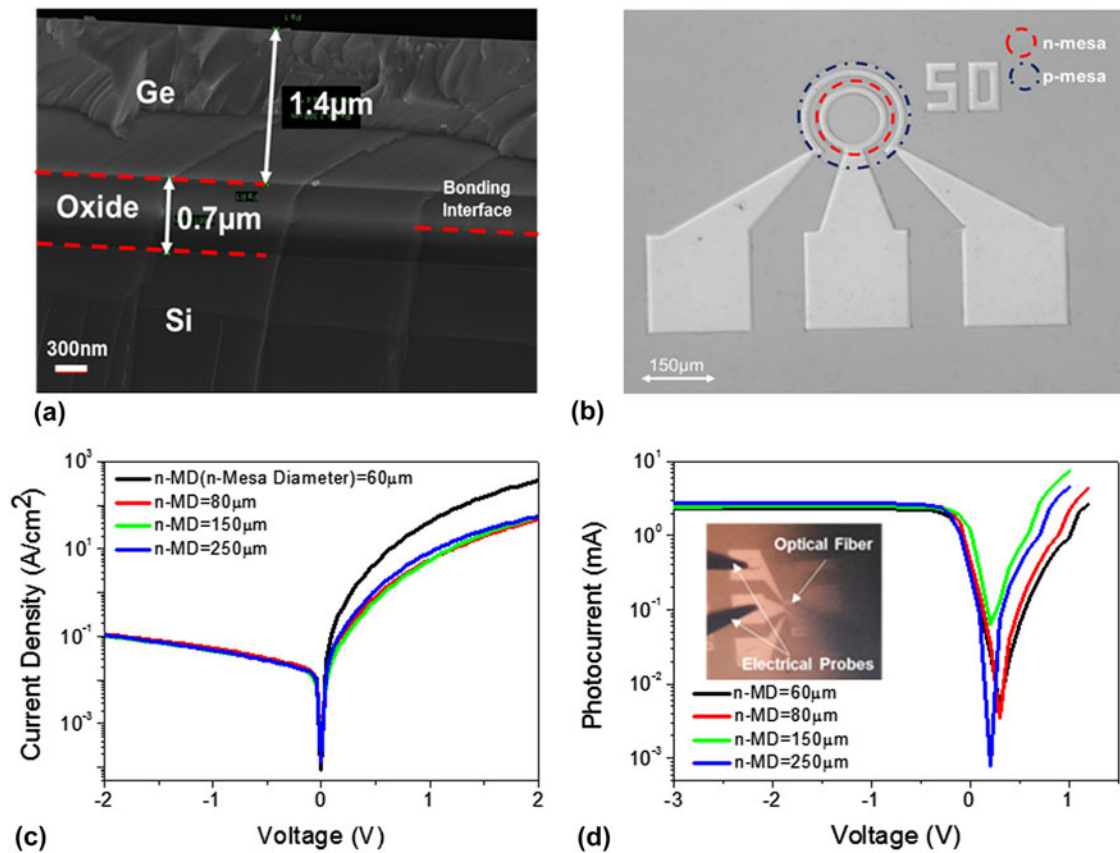 Pg 1
Ge
1.4µm
Oxide
0.7µm
Bonding
Interface
Si
300nm
(a)
n-mesa
p-mesa
50
150µm
(b)
Current Density (A/cm2)
10^3
10^1
10^-1
10^-3
n-MD(n-Mesa Diameter)=60µm
n-MD=80µm
n-MD=150µm
n-MD=250µm
-2
-1
0
1
2
Voltage (V)
(c)
Photocurrent (mA)
10^1
10^0
10^-1
10^-2
10^-3
Optical Fiber
Electrical Probes
n-MD=60µm
n-MD=80µm
n-MD=150µm
n-MD=250µm
-3
-2
-1
0
1
Voltage (V)
(d)